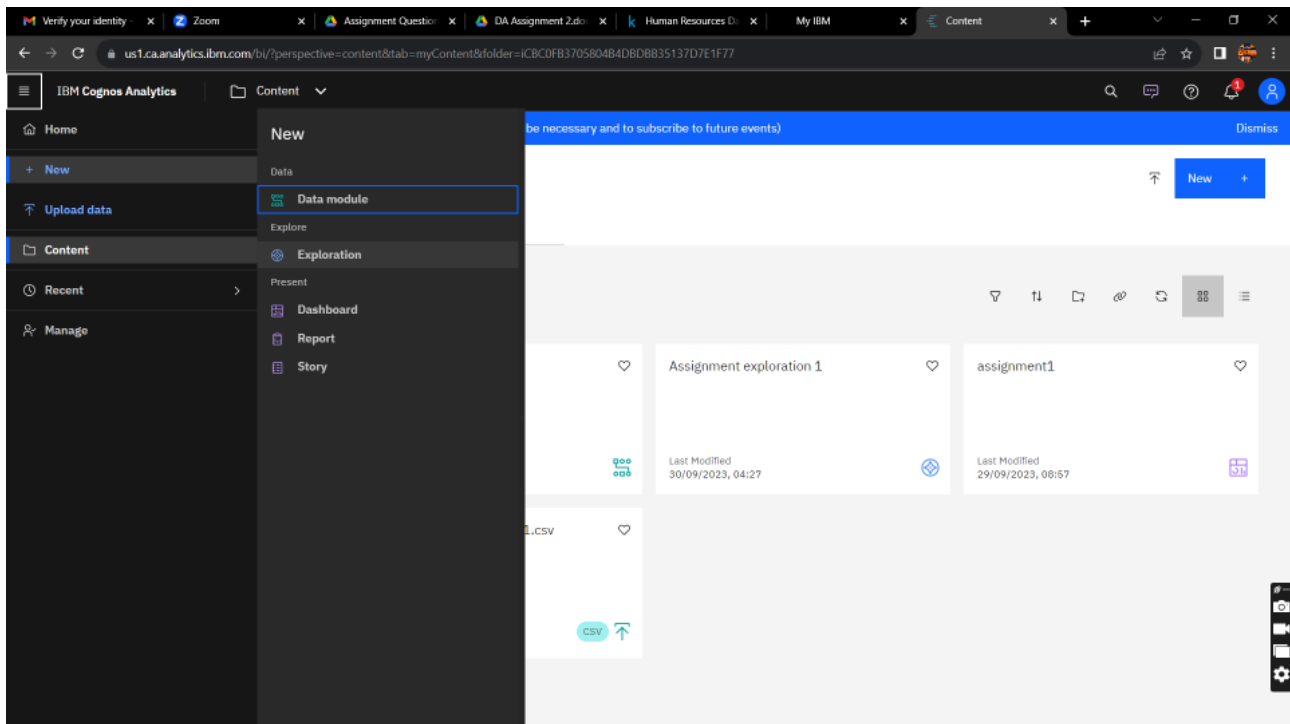 Verify your identity - Zoom Assignment Question DA Assignment 2.do Human Resources Da My IBM Content
us1.ca.analytics.ibm.com/bi/?perspective=content&tab=myContent&folder=iCBC0FB3705804B4DBDBB35137D7E1F77
IBM Cognos Analytics Content
1
Home
New
be necessary and to subscribe to future events)
Dismiss
+ New
Data
New +
Data module
Upload data
Explore
Content
Exploration
Recent
Present
Dashboard
Manage
Report
Story
Assignment exploration 1
assignment1
Last Modified
30/09/2023, 04:27
Last Modified
29/09/2023, 08:57
1.csv
CSV